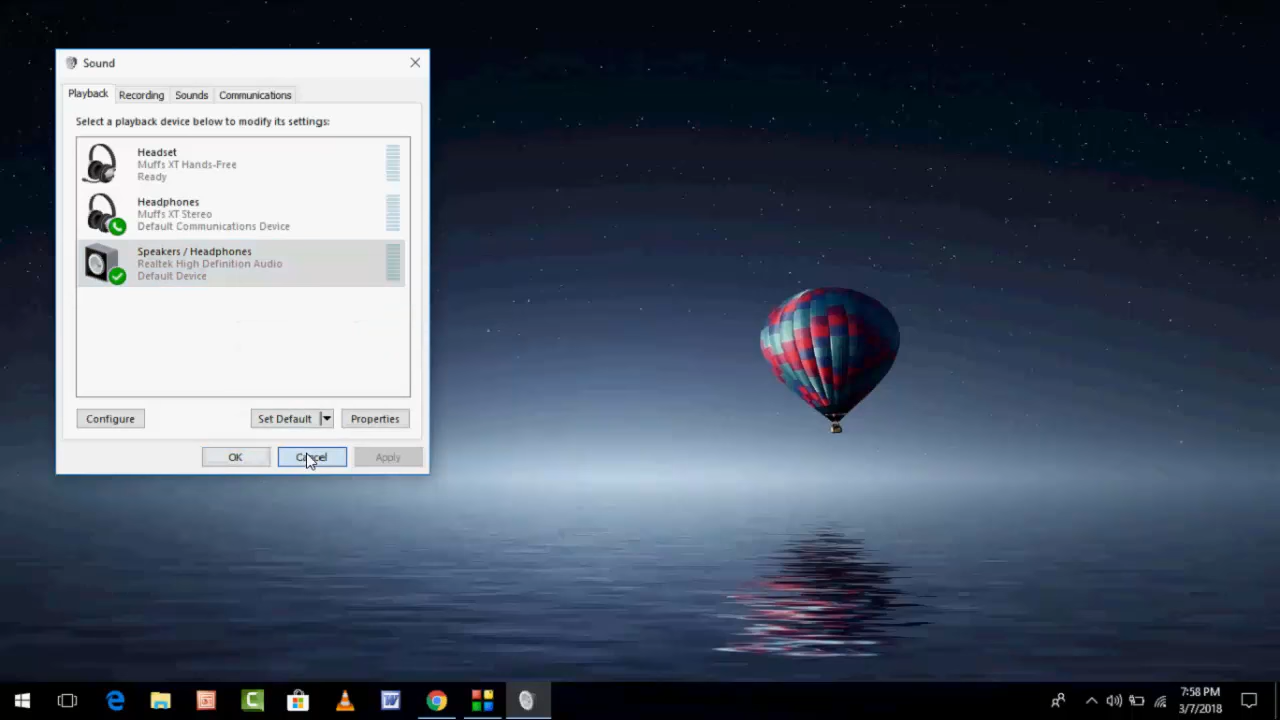 Sound
Playback
Recording
Sounds
Communications
Select a playback device below to modify its settings:
Headset
Muffs XT Hands-Free
Ready
Headphones
Muffs XT Stereo
Default Communications Device
Speakers / Headphones
Realtek High Definition Audio
Default Device
Configure
Set Default
Properties
OK
Cancel
Apply
7:58 PM
3/7/2018